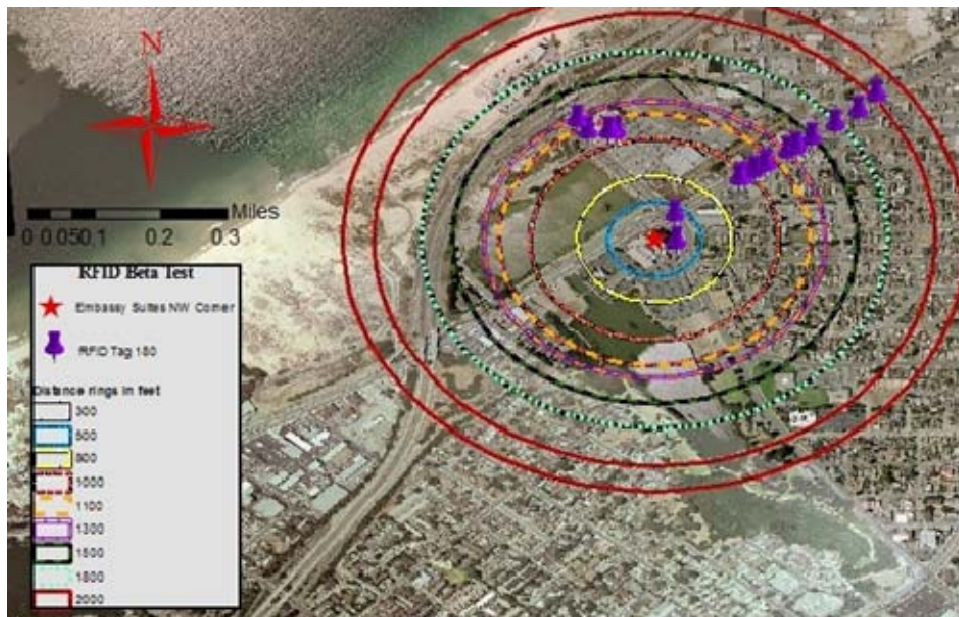 N
Miles
0 0.050.1 0.2 0.3
RFID Beta Test
Embassy Suites NW Corner
RFID Tag 180
Distance rings in feet
300
500
800
1000
1100
1300
1500
1800
2000